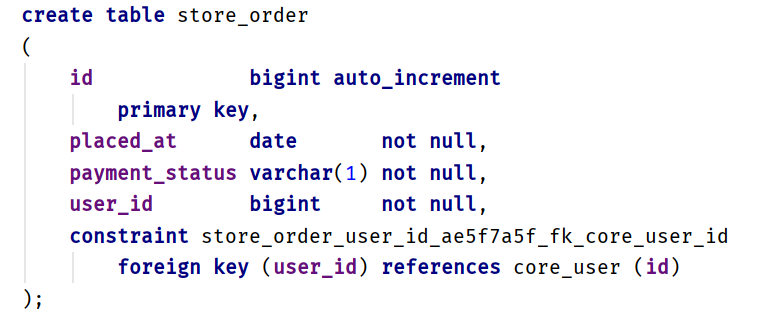 create table store_order
(
    id             bigint auto_increment
        primary key,
    placed_at      date       not null,
    payment_status varchar(1) not null,
    user_id        bigint     not null,
    constraint store_order_user_id_ae5f7a5f_fk_core_user_id
        foreign key (user_id) references core_user (id)
);